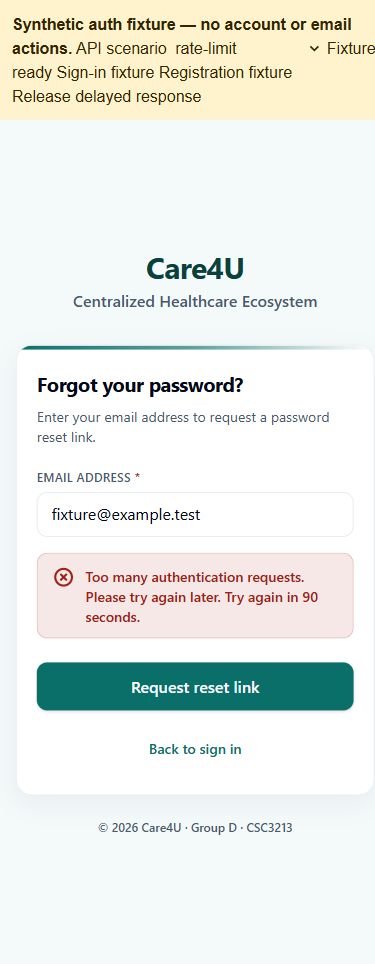 Synthetic auth fixture — no account or email
actions. API scenario rate-limit Fixture
ready Sign-in fixture Registration fixture
Release delayed response
Care4U
Centralized Healthcare Ecosystem
Forgot your password?
Enter your email address to request a password
reset link.
EMAIL ADDRESS *
fixture@example.test
Too many authentication requests.
Please try again later. Try again in 90
seconds.
Request reset link
Back to sign in
© 2026 Care4U · Group D · CSC3213